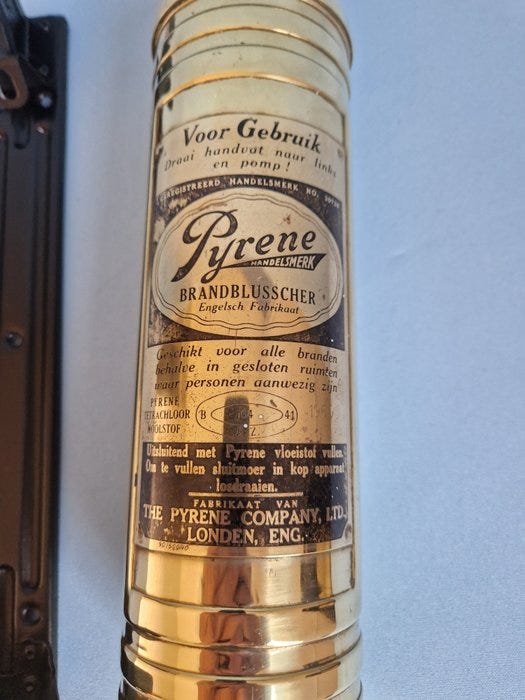 Voor Gebruik
Draai handvat naar links
en pomp!
GEREGISTREERD HANDELSMERK NO.
Pyrene
HANDELSMERK
BRANDBLUSSCHER
Engelsch Fabrikaat
Geschikt voor alle branden
behalve in gesloten ruimten
waar personen aanwezig zijn
PYRENE
TETRACHLOOR
KOOLSTOF
B 41
Z.
Uitsluitend met Pyrene vloeistof vullen.
Om te vullen sluitmoer in kop apparaat
losdraaien.
FABRIKAAT VAN
THE PYRENE COMPANY, LTD.,
LONDEN, ENG.